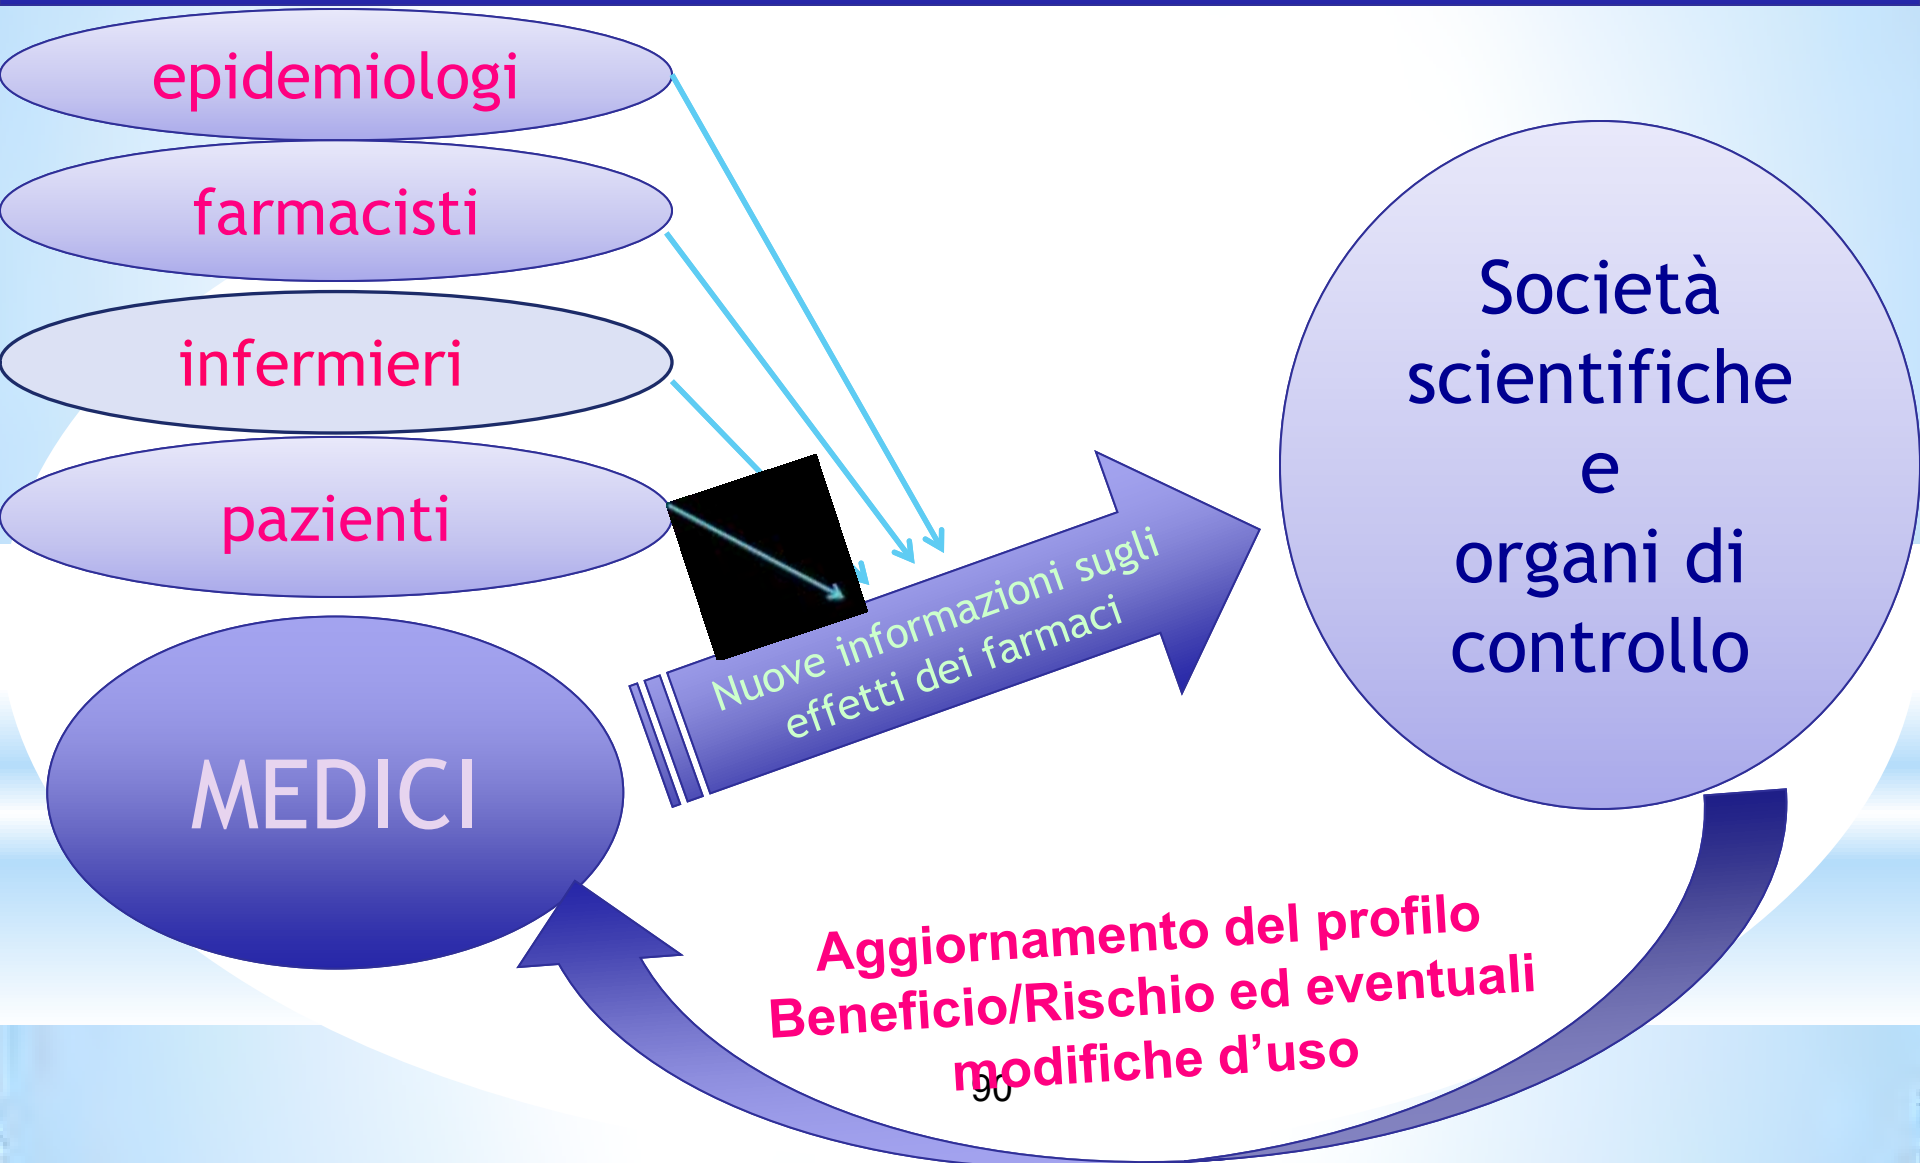 epidemiologi
farmacisti
infermieri
pazienti
MEDICI
Nuove informazioni sugli
effetti dei farmaci
Società
scientifiche
e
organi di
controllo
Aggiornamento del profilo
Beneficio/Rischio ed eventuali
modifiche d’uso
90